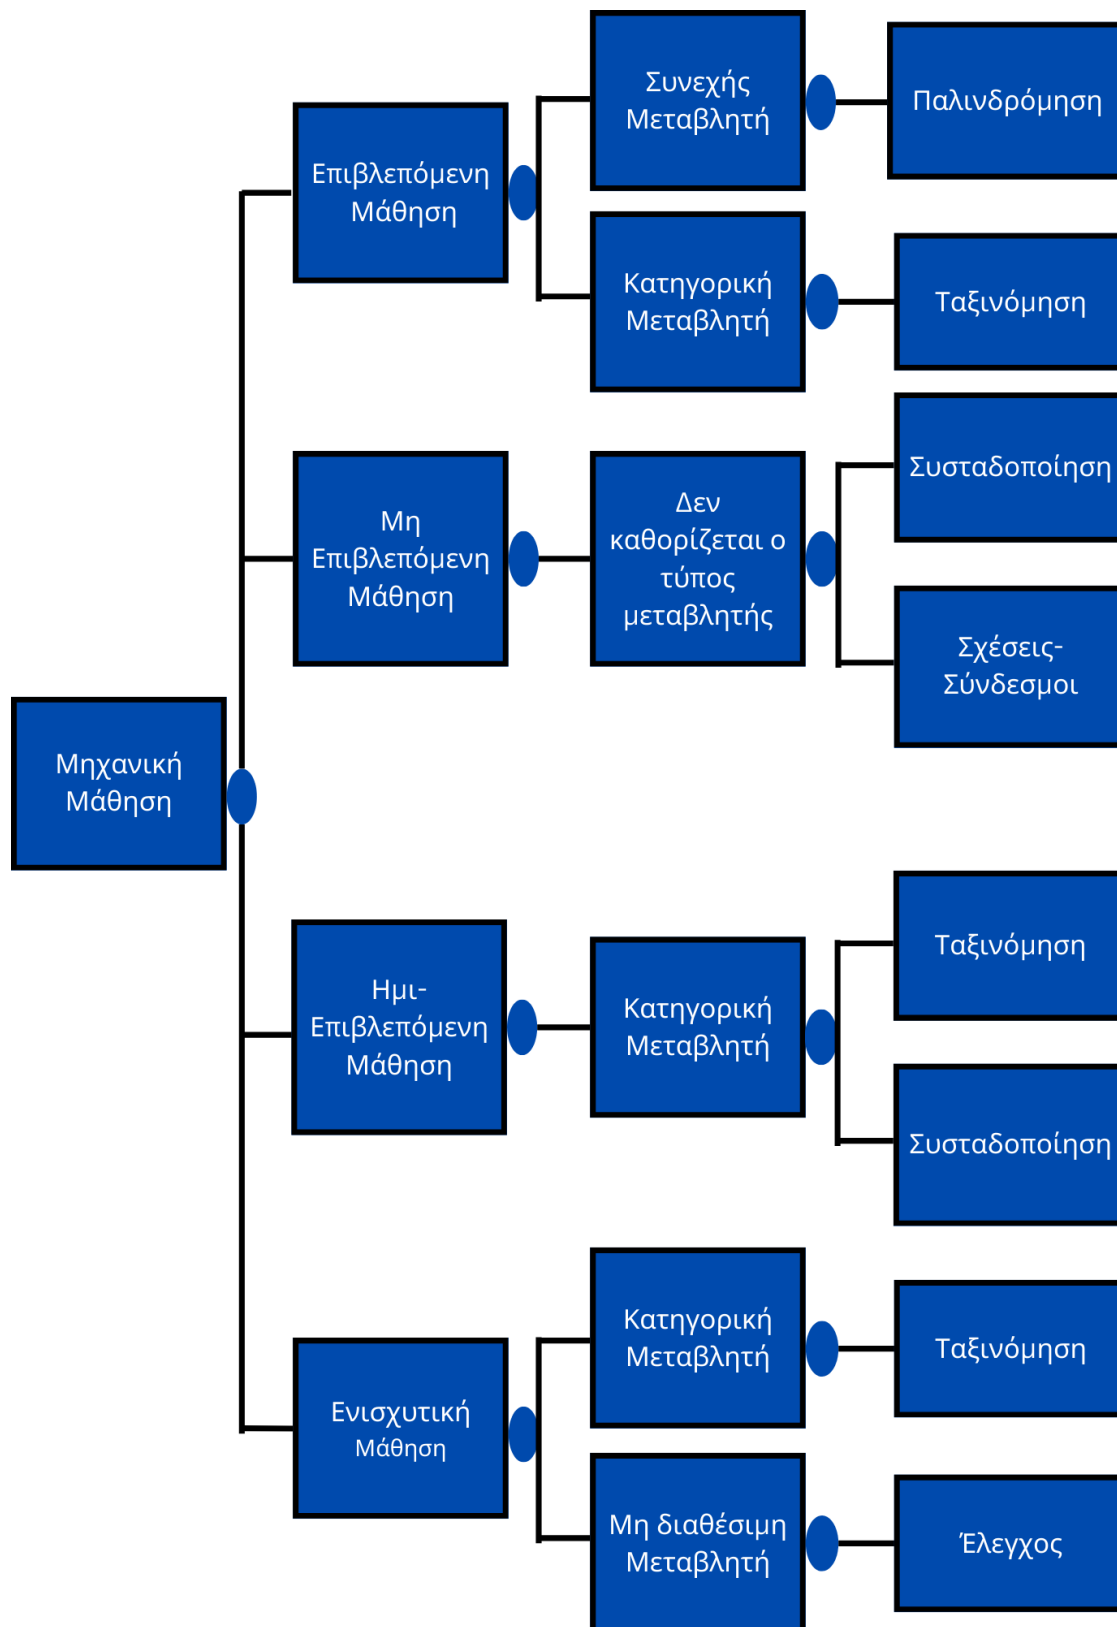 Συνεχής
Μεταβλητή
Παλινδρόμηση
Επιβλεπόμενη
Μάθηση
Κατηγορική
Μεταβλητή
Ταξινόμηση
Μη
Επιβλεπόμενη
Μάθηση
Δεν
καθορίζεται ο
τύπος
μεταβλητής
Συσταδοποίηση
Σχέσεις-
Σύνδεσμοι
Μηχανική
Μάθηση
Ημι-
Επιβλεπόμενη
Μάθηση
Κατηγορική
Μεταβλητή
Ταξινόμηση
Συσταδοποίηση
Ενισχυτική
Μάθηση
Κατηγορική
Μεταβλητή
Ταξινόμηση
Μη διαθέσιμη
Μεταβλητή
Έλεγχος